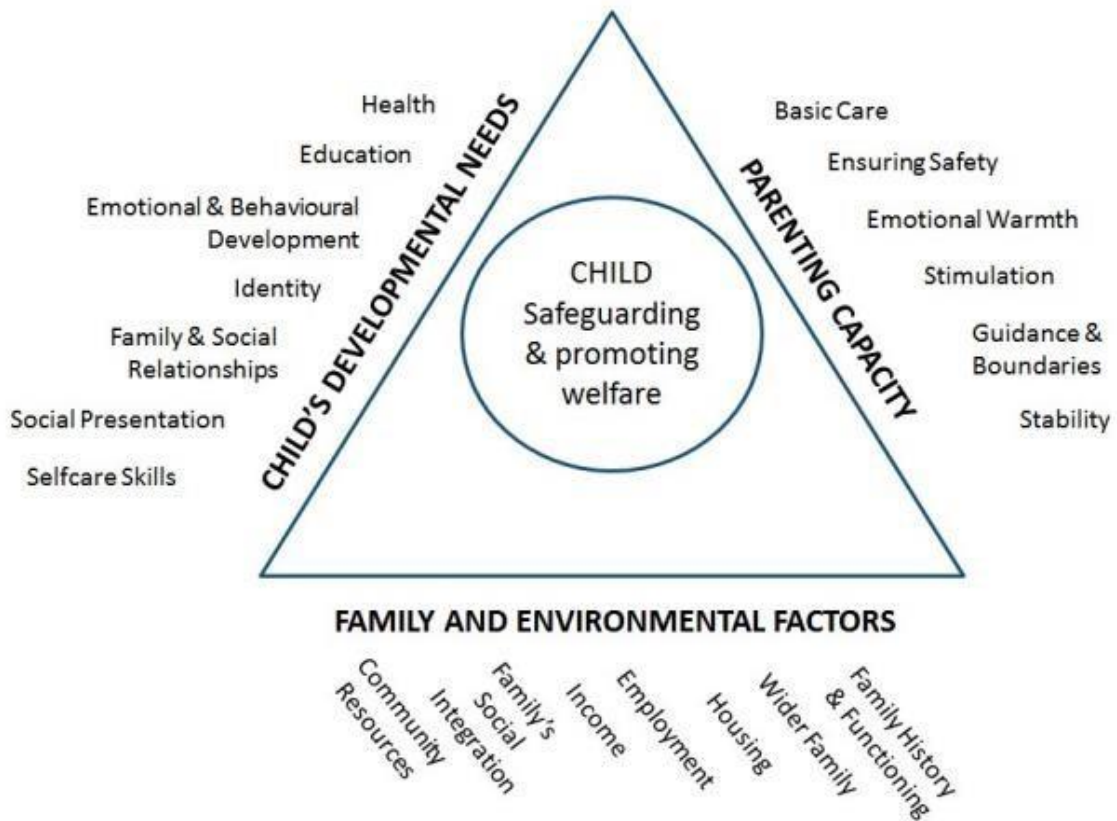 Health
Education
Emotional & Behavioural
Development
Identity
Family & Social
Relationships
Social Presentation
Selfcare Skills
CHILD'S DEVELOPMENTAL NEEDS
CHILD
Safeguarding
& promoting
welfare
PARENTING CAPACITY
Basic Care
Ensuring Safety
Emotional Warmth
Stimulation
Guidance &
Boundaries
Stability
FAMILY AND ENVIRONMENTAL FACTORS
Community
Resources
Family's
Social
Integration
Income
Employment
Housing
Wider Family
Family History
& Functioning